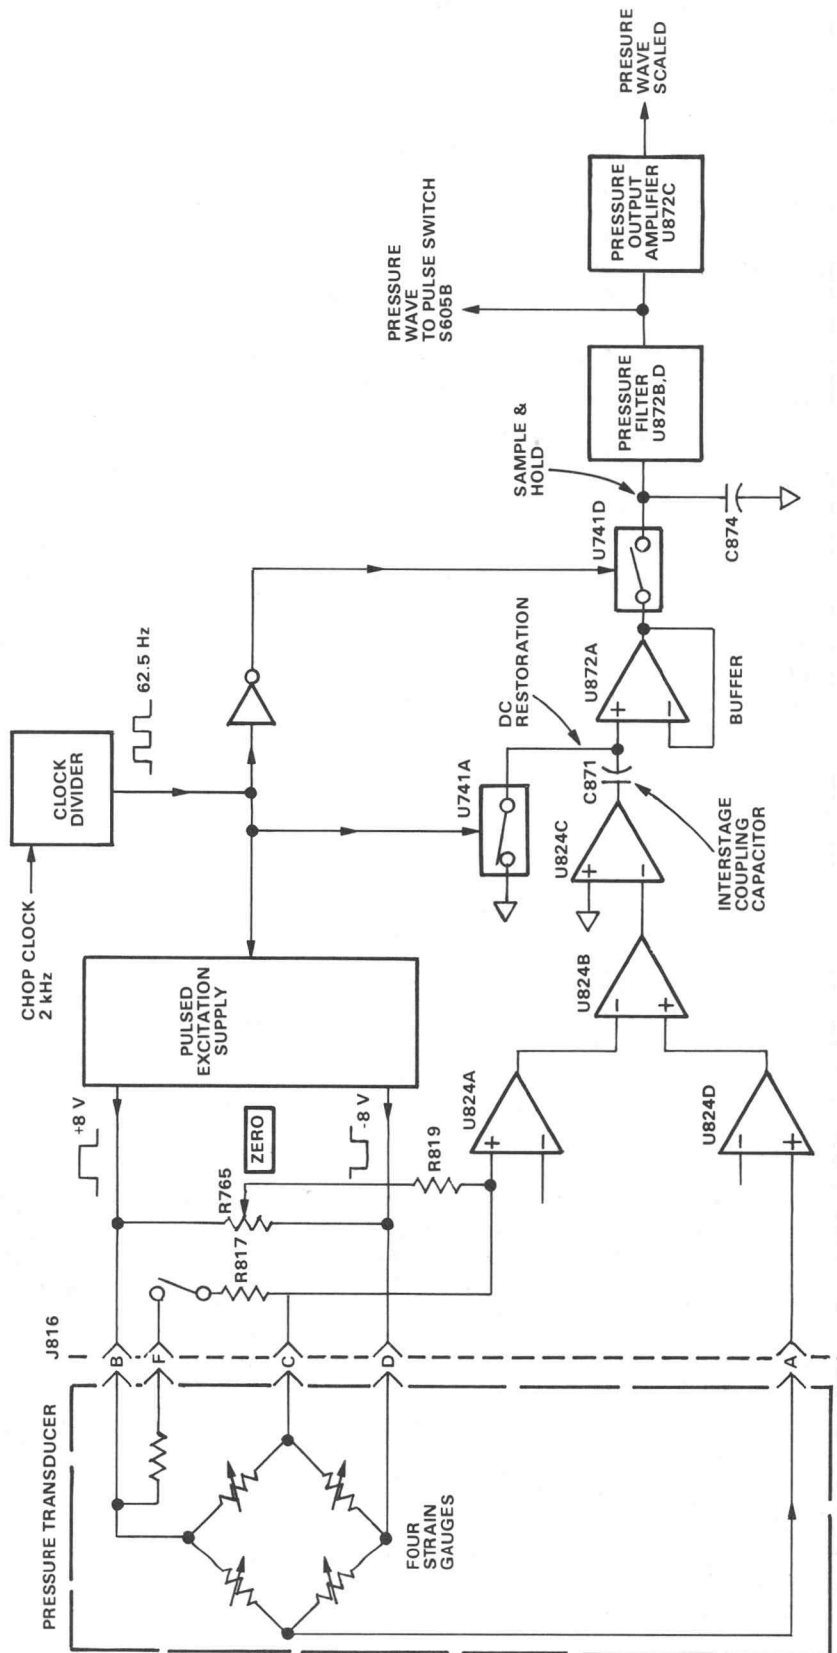 PRESSURE TRANSDUCER
FOUR
STRAIN
GAUGES
J816
B
F
C
D
A
+8 V
-8 V
R817
R765
ZERO
R819
CHOP CLOCK
2 kHz
PULSED
EXCITATION
SUPPLY
CLOCK
DIVIDER
62.5 Hz
U824A
+
-
U824D
-
+
U824B
-
+
U824C
+
-
U741A
C871
INTERSTAGE
COUPLING
CAPACITOR
DC
RESTORATION
U872A
+
-
BUFFER
U741D
SAMPLE &
HOLD
C874
PRESSURE
FILTER
U872B,D
PRESSURE
WAVE
TO PULSE SWITCH
S605B
PRESSURE
OUTPUT
AMPLIFIER
U872C
PRESURE
WAVE
SCALED